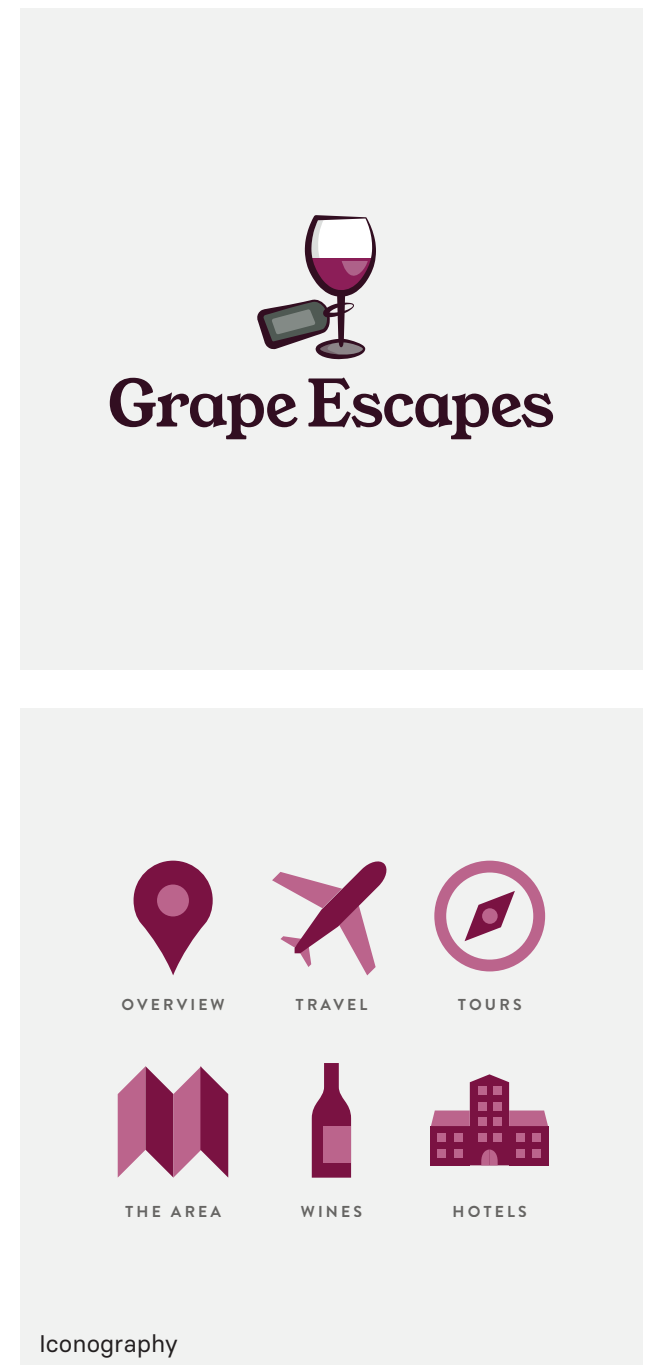 Grape Escapes
OVERVIEW
TRAVEL
TOURS
THE AREA
WINES
HOTELS
Iconography